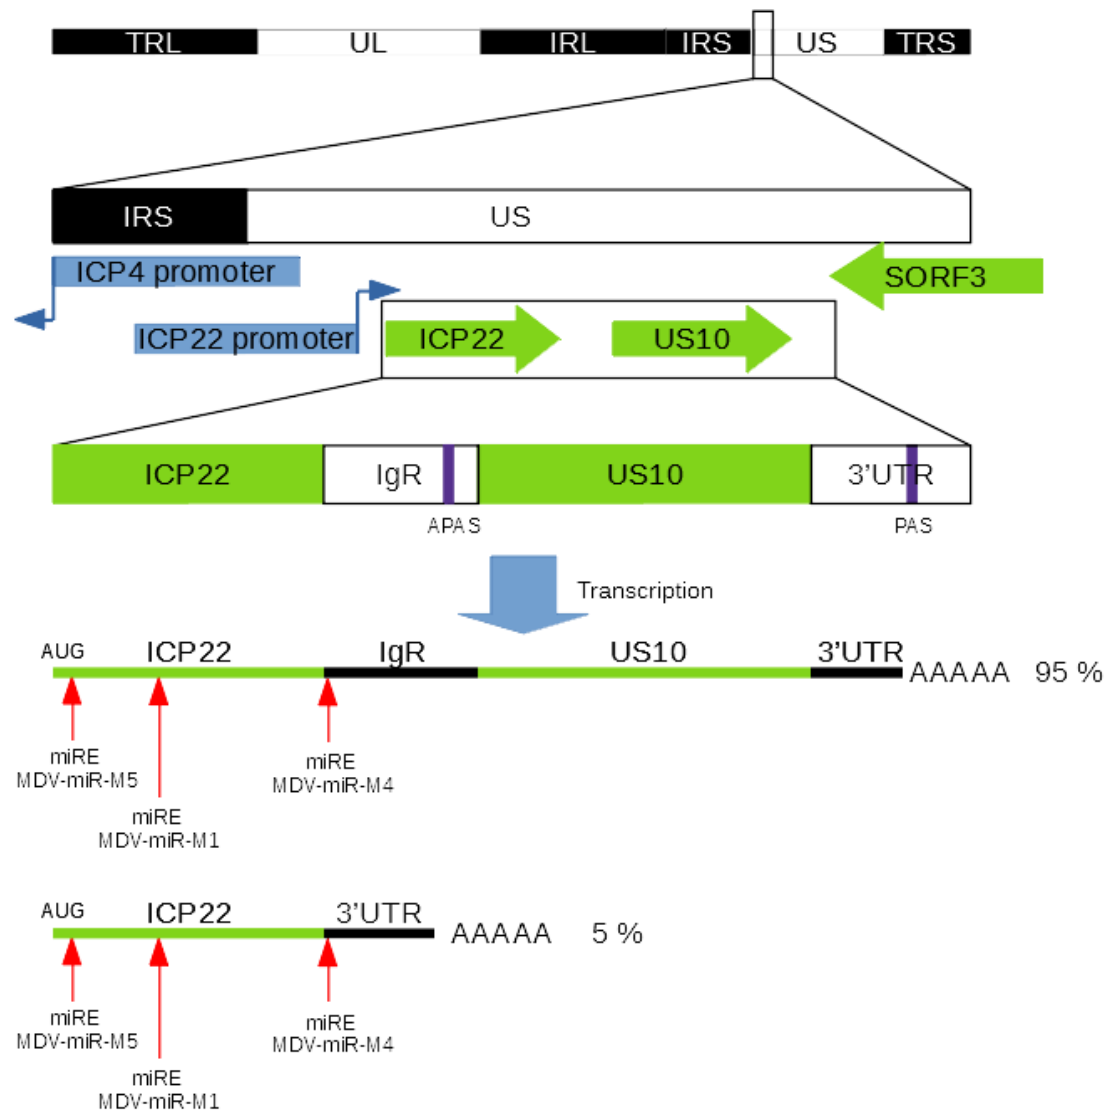 TRL UL IRL IRS US TRS
IRS US
ICP4 promoter
SORF3
ICP22 promoter ICP22 US10
ICP22 IgR US10 3'UTR
APAS PAS
Transcription
AUG ICP22 IgR US10 3'UTR
AAAAA 95 %
miRE
MDV-miR-M5
miRE
MDV-miR-M4
miRE
MDV-miR-M1
AUG ICP22 3'UTR
AAAAA 5 %
miRE
MDV-miR-M5
miRE
MDV-miR-M4
miRE
MDV-miR-M1